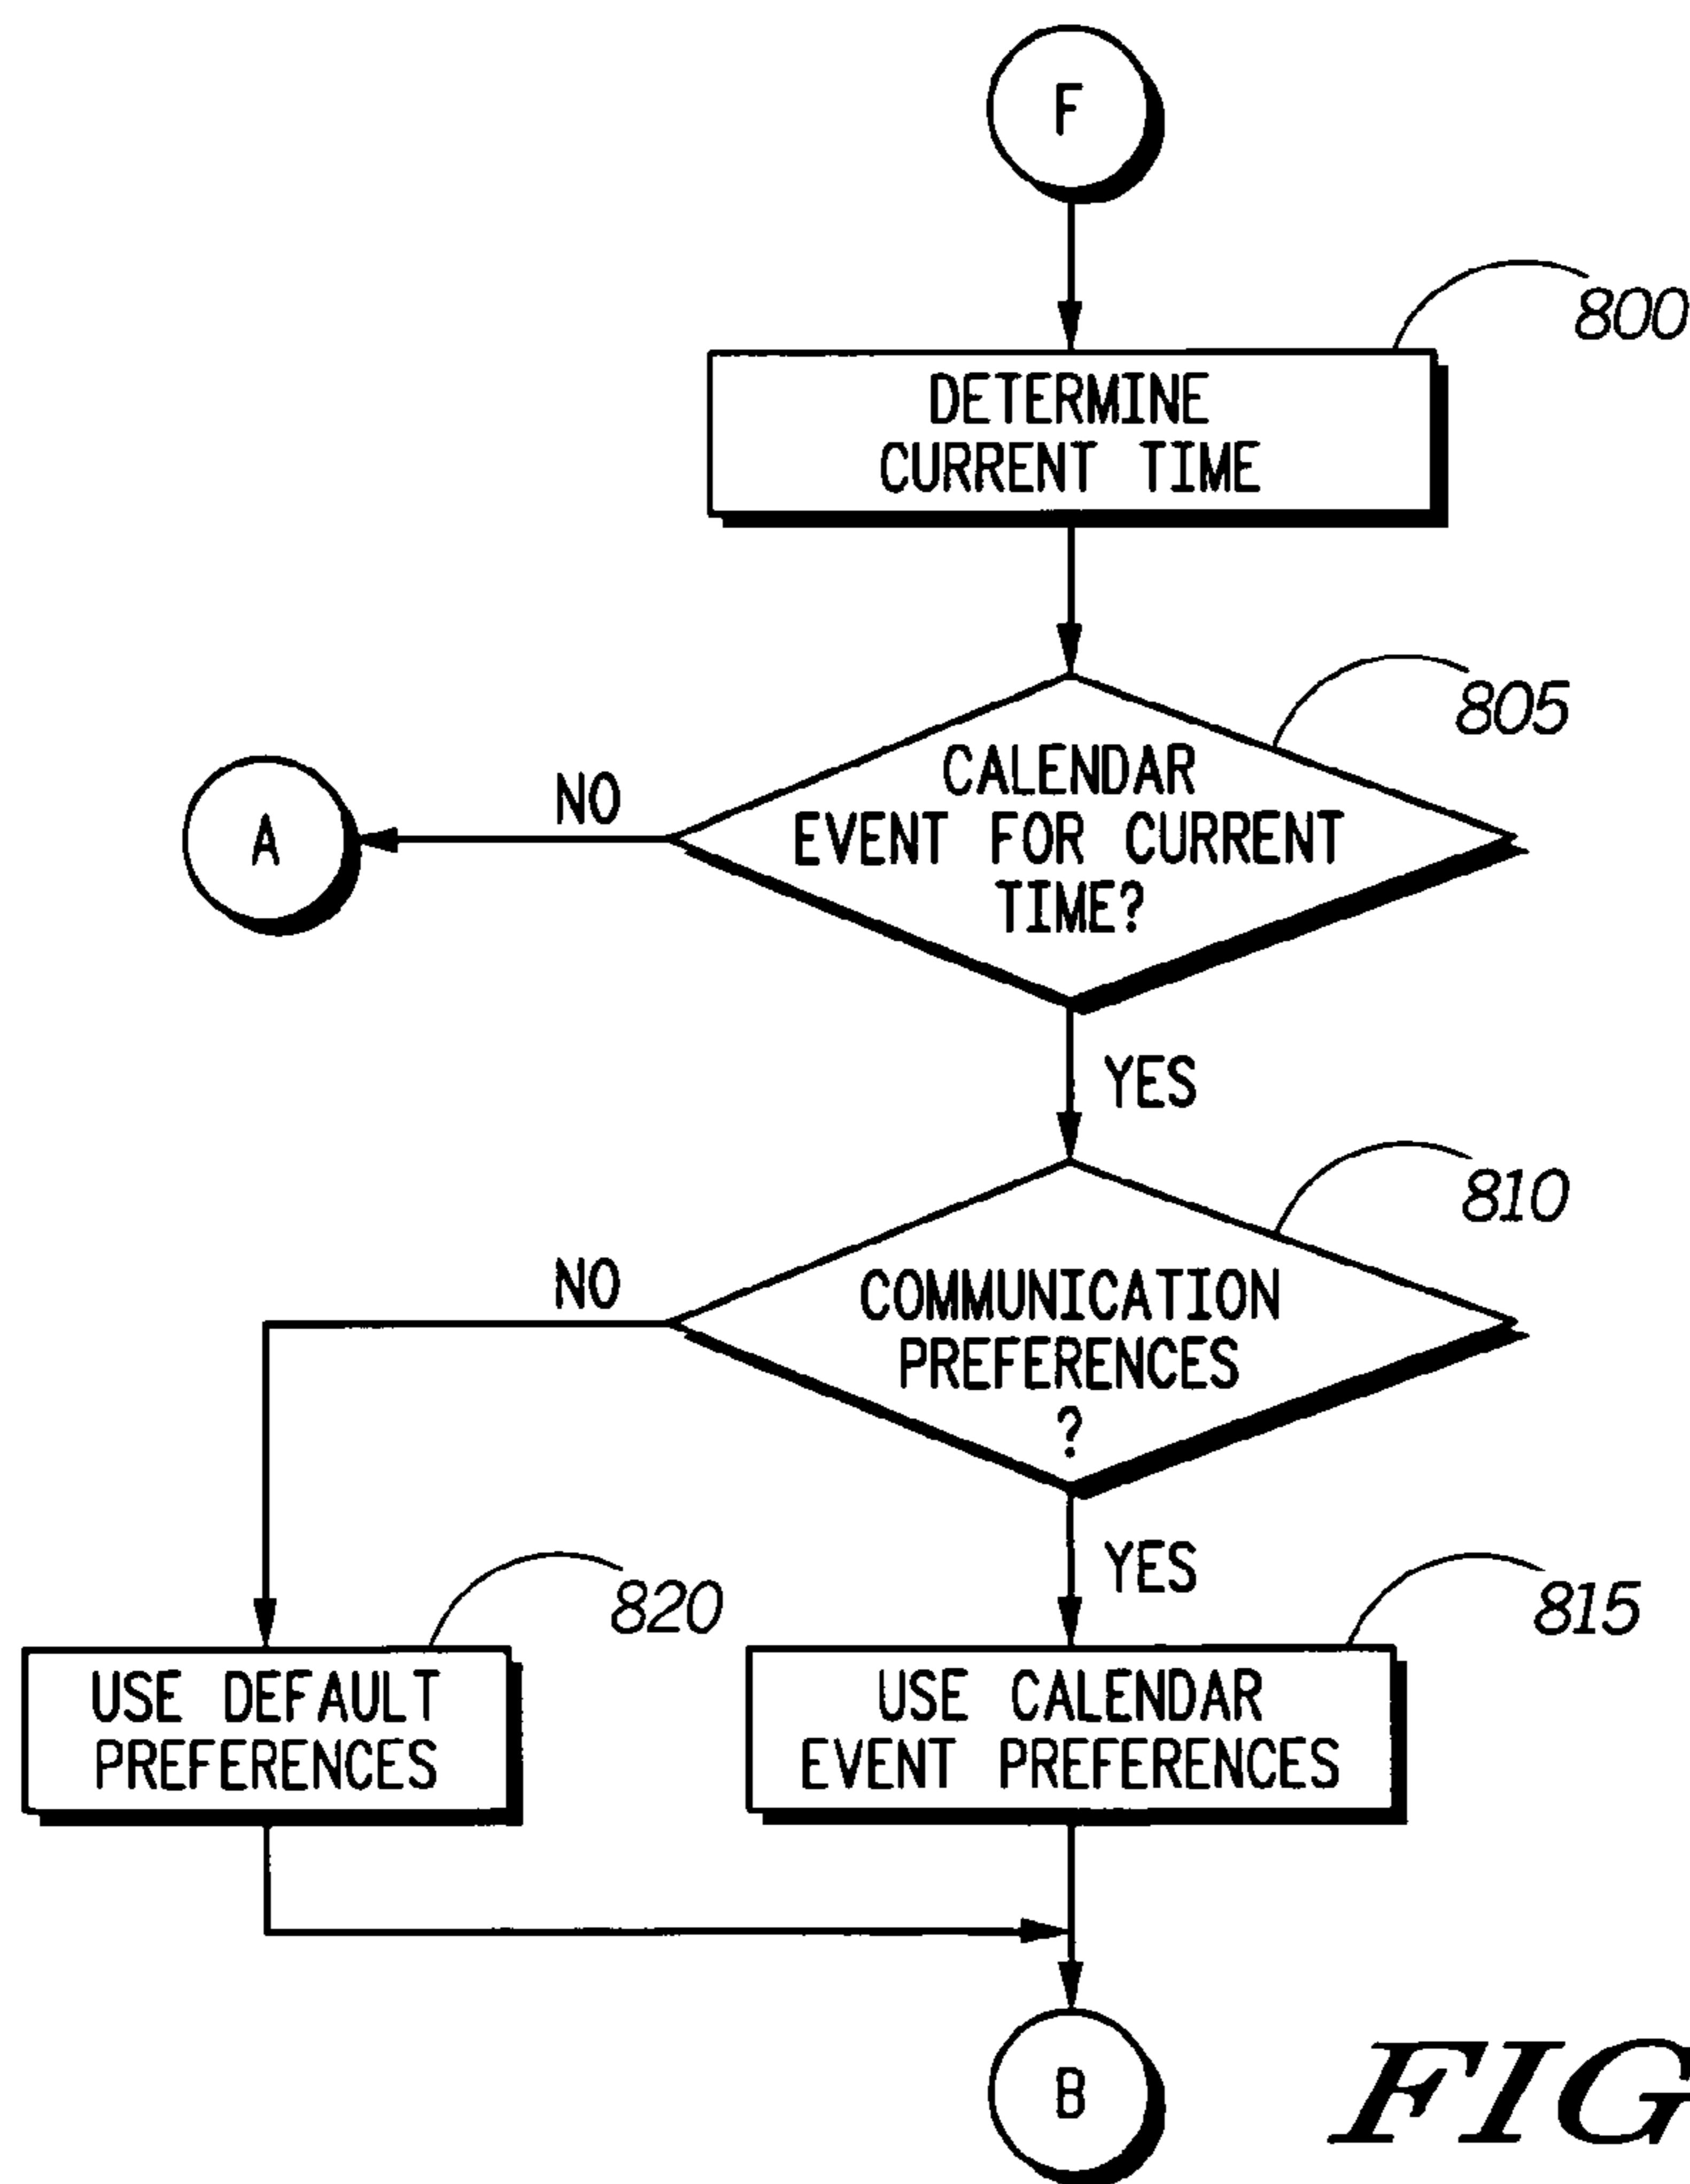 F
800
DETERMINE
CURRENT TIME
805
CALENDAR
EVENT FOR CURRENT
TIME?
NO
A
YES
810
COMMUNICATION
PREFERENCES
?
NO
YES
820
815
USE DEFAULT
PREFERENCES
USE CALENDAR
EVENT PREFERENCES
B
FIG